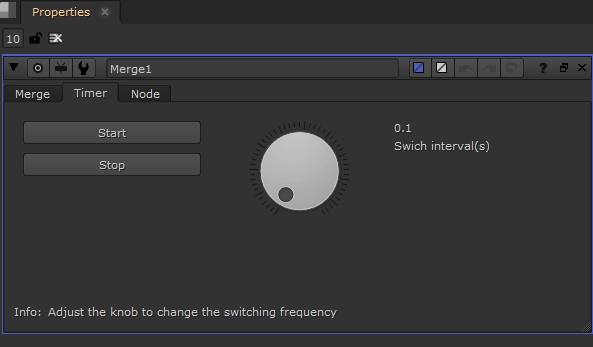 Properties
10
Merge1
?
Merge Timer Node
Start
Stop
0.1
Swich interval(s)
Info: Adjust the knob to change the switching frequency